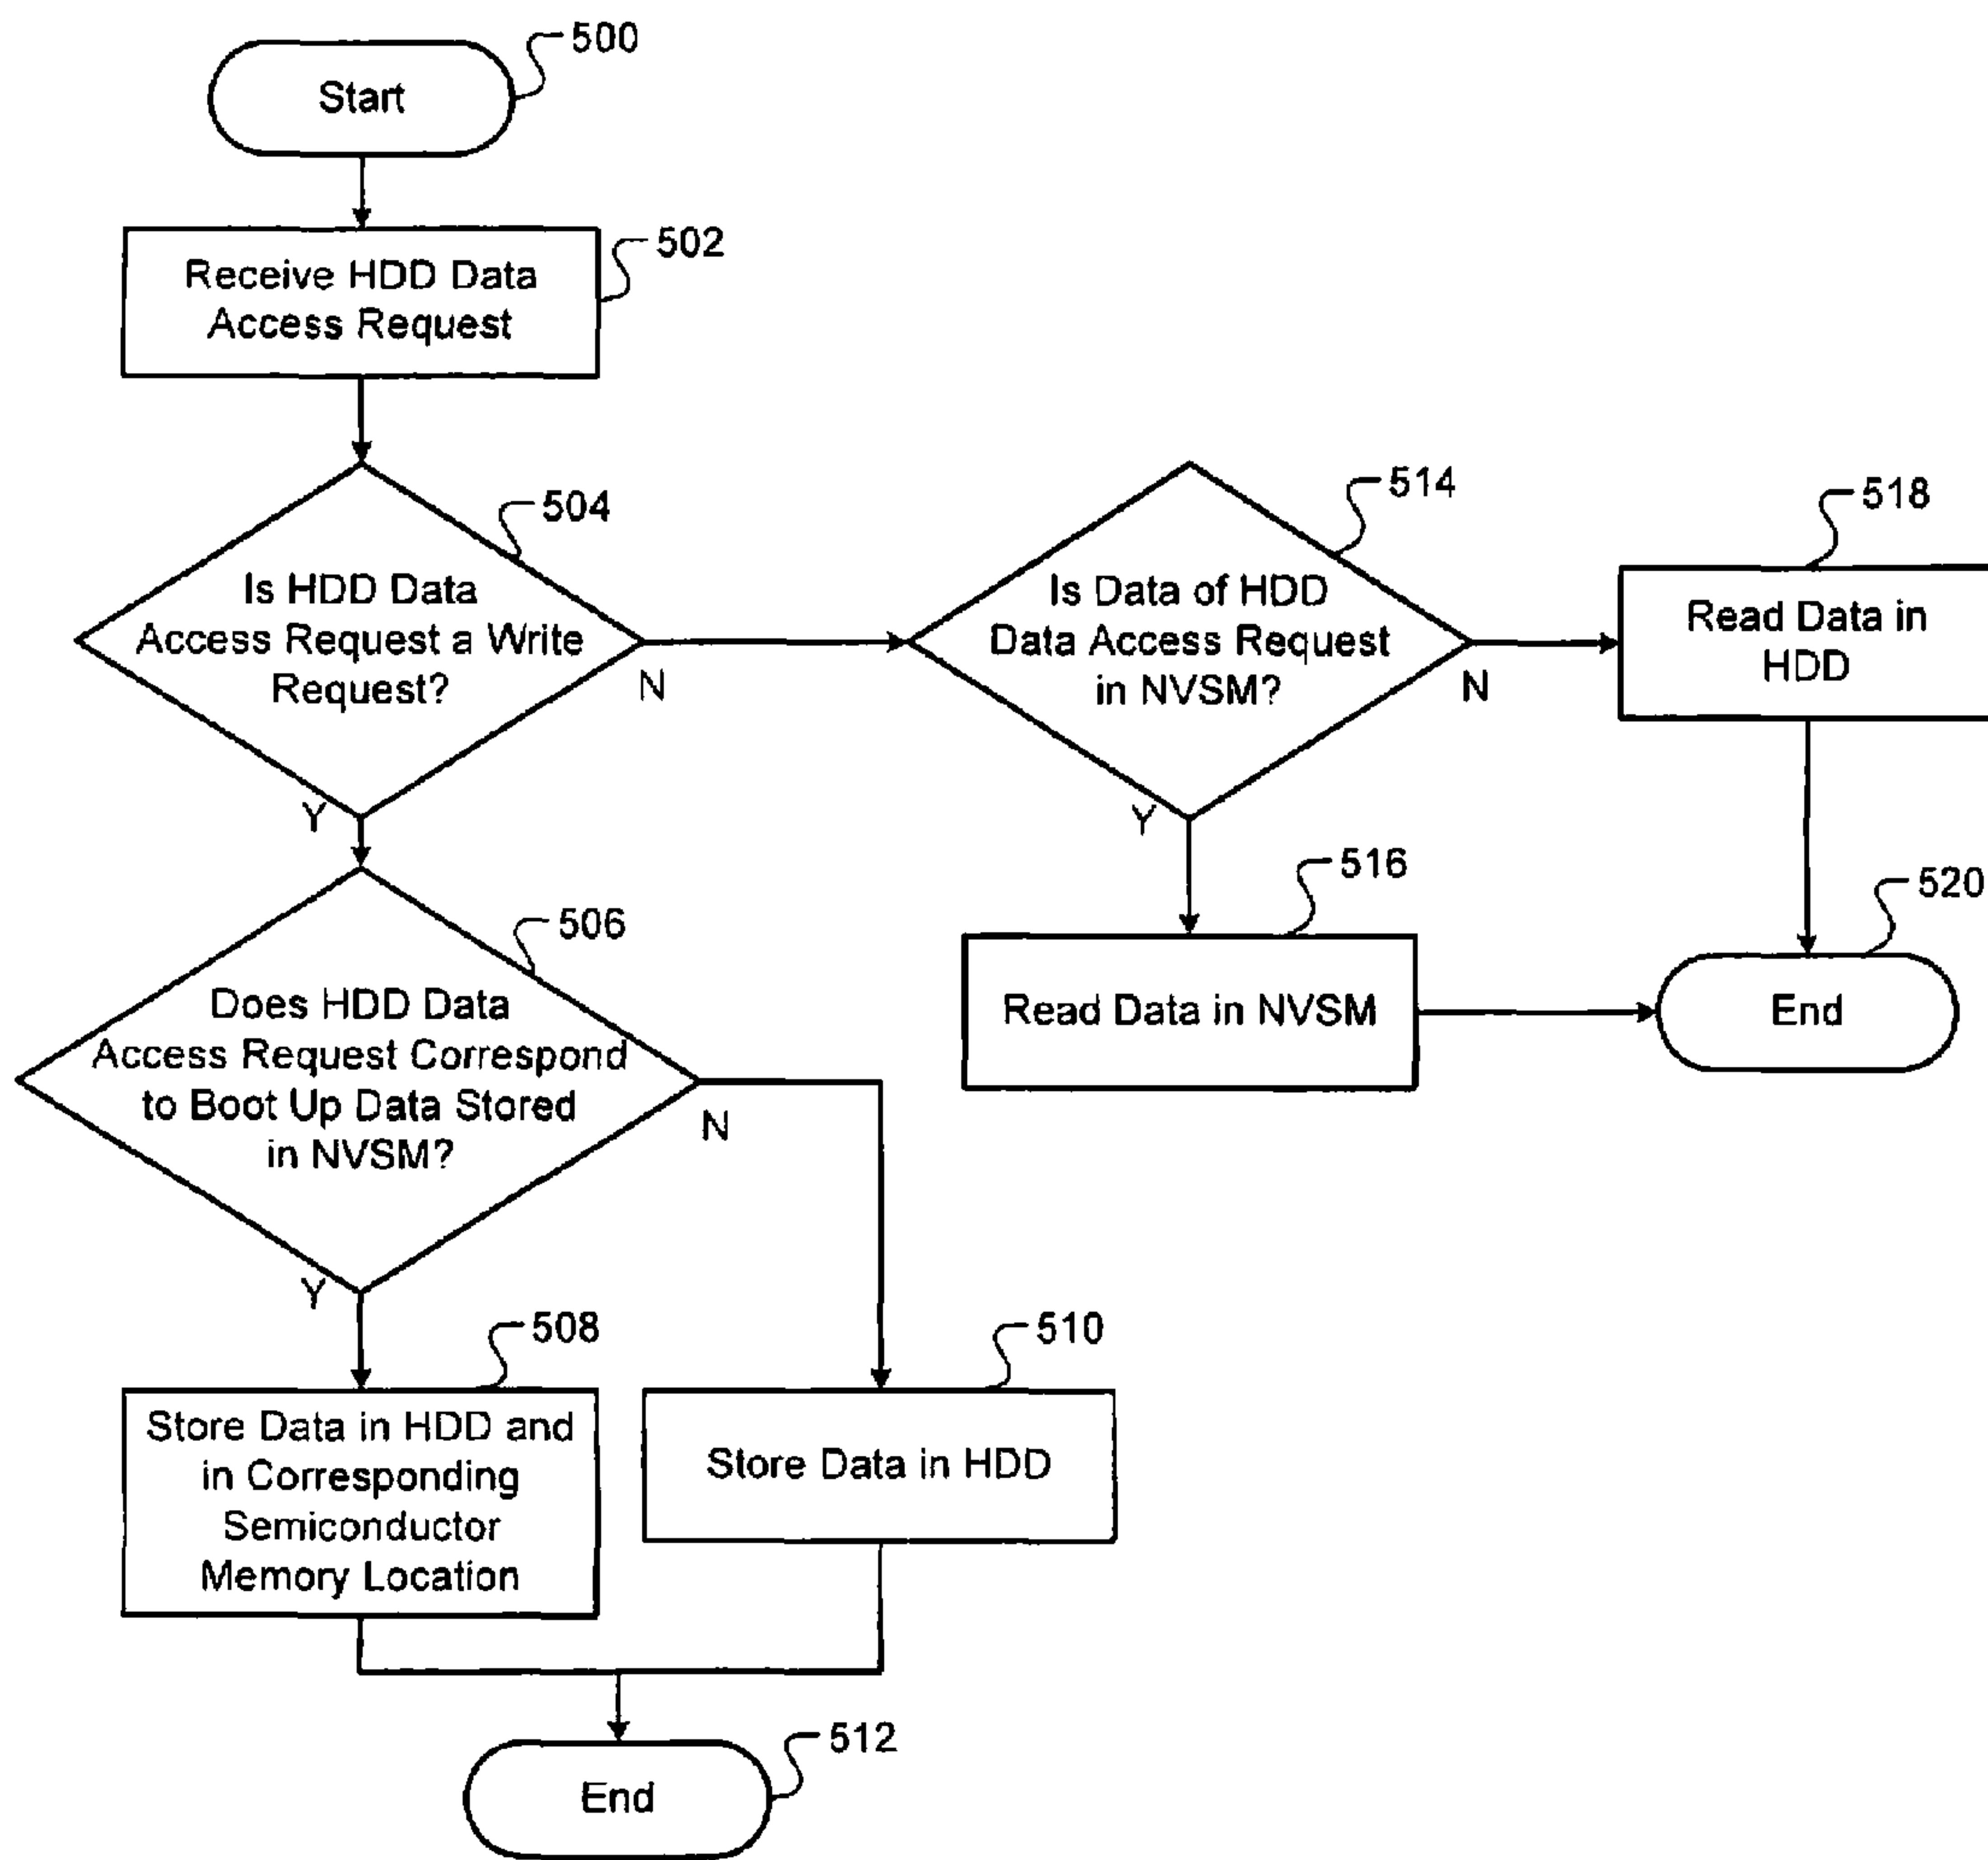 Start
500
Receive HDD Data
Access Request
502
Is HDD Data
Access Request a Write
Request?
504
N
Y
Is Data of HDD
Data Access Request
in NVSM?
514
N
Y
Read Data in
HDD
518
Read Data in NVSM
516
End
520
Does HDD Data
Access Request Correspond
to Boot Up Data Stored
in NVSM?
506
N
Y
Store Data in HDD and
in Corresponding
Semiconductor
Memory Location
508
Store Data in HDD
510
End
512